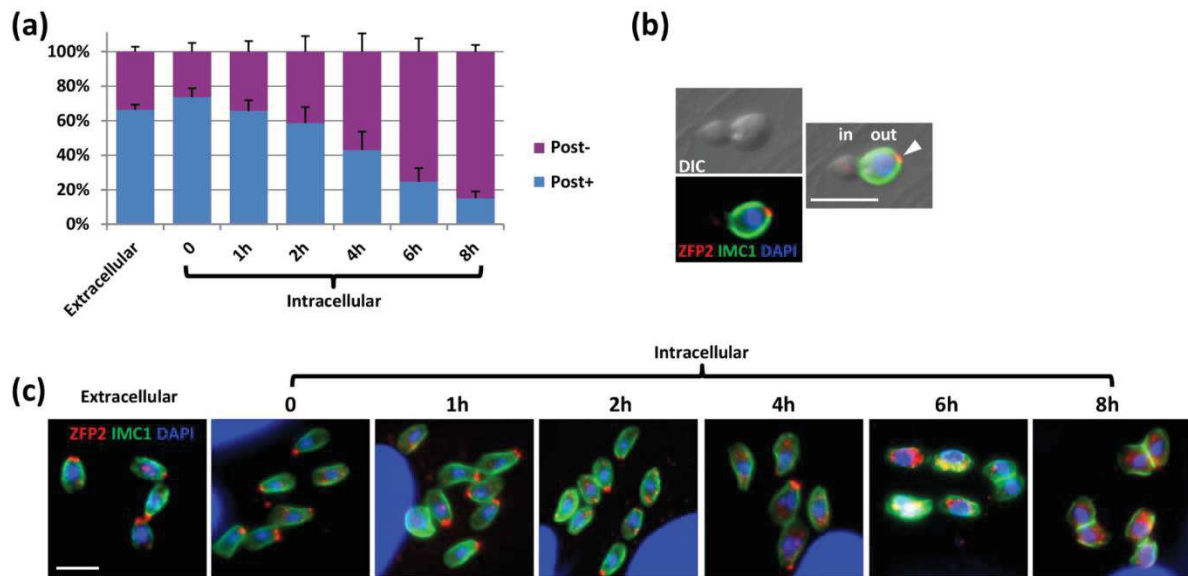 (a)
100%
80%
60%
40%
20%
0%
Post-
Post+
Extracellular
0
1h
2h
4h
6h
8h
Intracellular
(b)
DIC
ZFP2 IMC1 DAPI
in out
(c)
Intracellular
Extracellular
0
1h
2h
4h
6h
8h
ZFP2 IMC1 DAPI